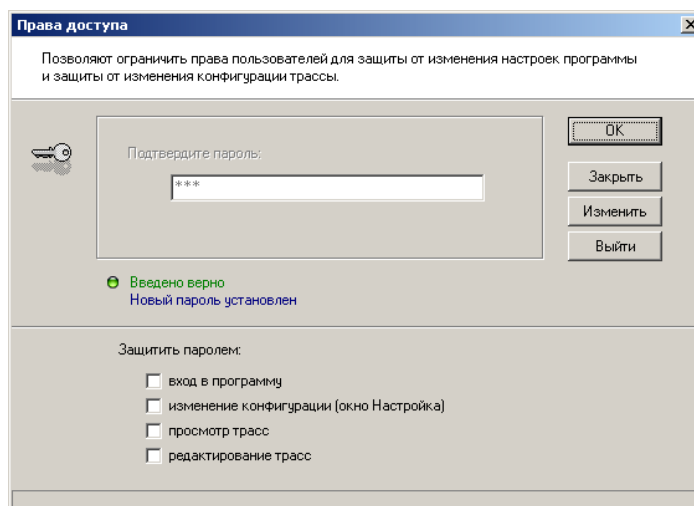 Права доступа
Позволяют ограничить права пользователей для защиты от изменения настроек программы
и защиты от изменения конфигурации трассы.
Подтвердите пароль:
***
OK
Закрыть
Изменить
Выйти
Введено верно
Новый пароль установлен
Защитить паролем:
вход в программу
изменение конфигурации (окно Настройка)
просмотр трасс
редактирование трасс